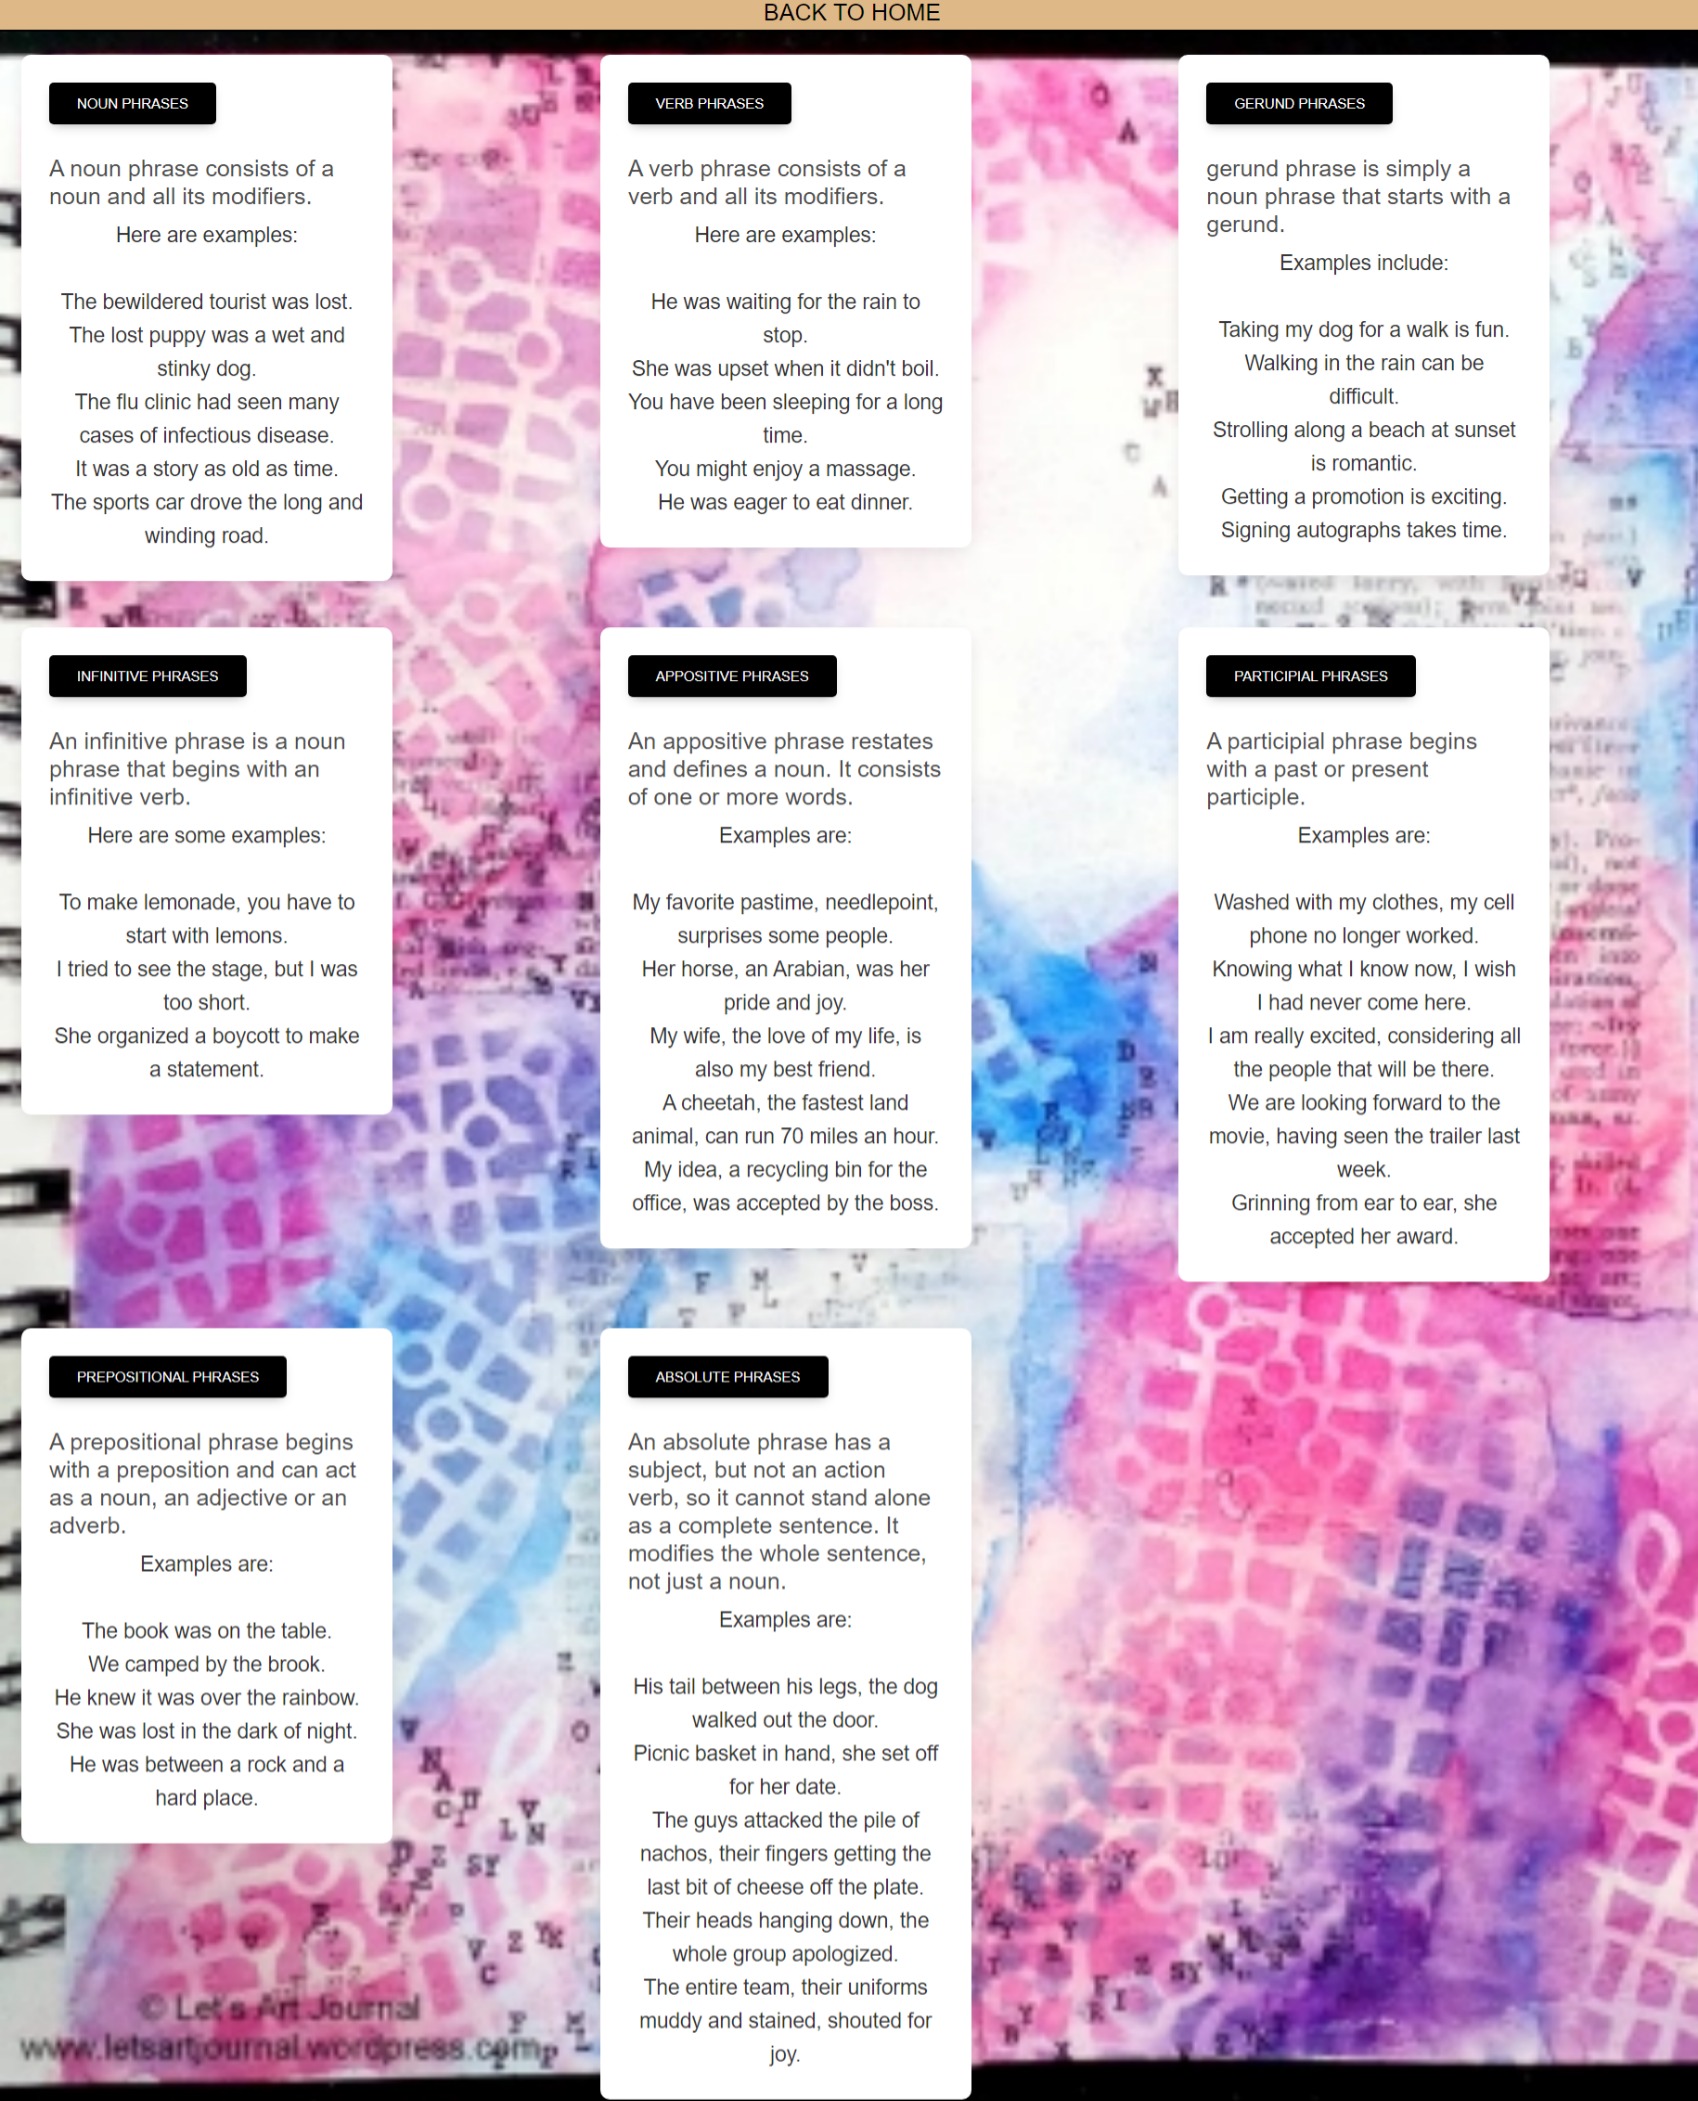 BACK TO HOME
NOUN PHRASES
A noun phrase consists of a
noun and all its modifiers.
Here are examples:
The bewildered tourist was lost.
The lost puppy was a wet and
stinky dog.
The flu clinic had seen many
cases of infectious disease.
It was a story as old as time.
The sports car drove the long and
winding road.
VERB PHRASES
A verb phrase consists of a
verb and all its modifiers.
Here are examples:
He was waiting for the rain to
stop.
She was upset when it didn't boil.
You have been sleeping for a long
time.
You might enjoy a massage.
He was eager to eat dinner.
GERUND PHRASES
gerund phrase is simply a
noun phrase that starts with a
gerund.
Examples include:
Taking my dog for a walk is fun.
Walking in the rain can be
difficult.
Strolling along a beach at sunset
is romantic.
Getting a promotion is exciting.
Signing autographs takes time.
INFINITIVE PHRASES
An infinitive phrase is a noun
phrase that begins with an
infinitive verb.
Here are some examples:
To make lemonade, you have to
start with lemons.
I tried to see the stage, but I was
too short.
She organized a boycott to make
a statement.
APPOSITIVE PHRASES
An appositive phrase restates
and defines a noun. It consists
of one or more words.
Examples are:
My favorite pastime, needlepoint,
surprises some people.
Her horse, an Arabian, was her
pride and joy.
My wife, the love of my life, is
also my best friend.
A cheetah, the fastest land
animal, can run 70 miles an hour.
My idea, a recycling bin for the
office, was accepted by the boss.
PARTICIPIAL PHRASES
A participial phrase begins
with a past or present
participle.
Examples are:
Washed with my clothes, my cell
phone no longer worked.
Knowing what I know now, I wish
I had never come here.
I am really excited, considering all
the people that will be there.
We are looking forward to the
movie, having seen the trailer last
week.
Grinning from ear to ear, she
accepted her award.
PREPOSITIONAL PHRASES
A prepositional phrase begins
with a preposition and can act
as a noun, an adjective or an
adverb.
Examples are:
The book was on the table.
We camped by the brook.
He knew it was over the rainbow.
She was lost in the dark of night.
He was between a rock and a
hard place.
ABSOLUTE PHRASES
An absolute phrase has a
subject, but not an action
verb, so it cannot stand alone
as a complete sentence. It
modifies the whole sentence,
not just a noun.
Examples are:
His tail between his legs, the dog
walked out the door.
Picnic basket in hand, she set off
for her date.
The guys attacked the pile of
nachos, their fingers getting the
last bit of cheese off the plate.
Their heads hanging down, the
whole group apologized.
The entire team, their uniforms
muddy and stained, shouted for
joy.
© Let's Art Journal
www.letsartjournal.wordpress.com